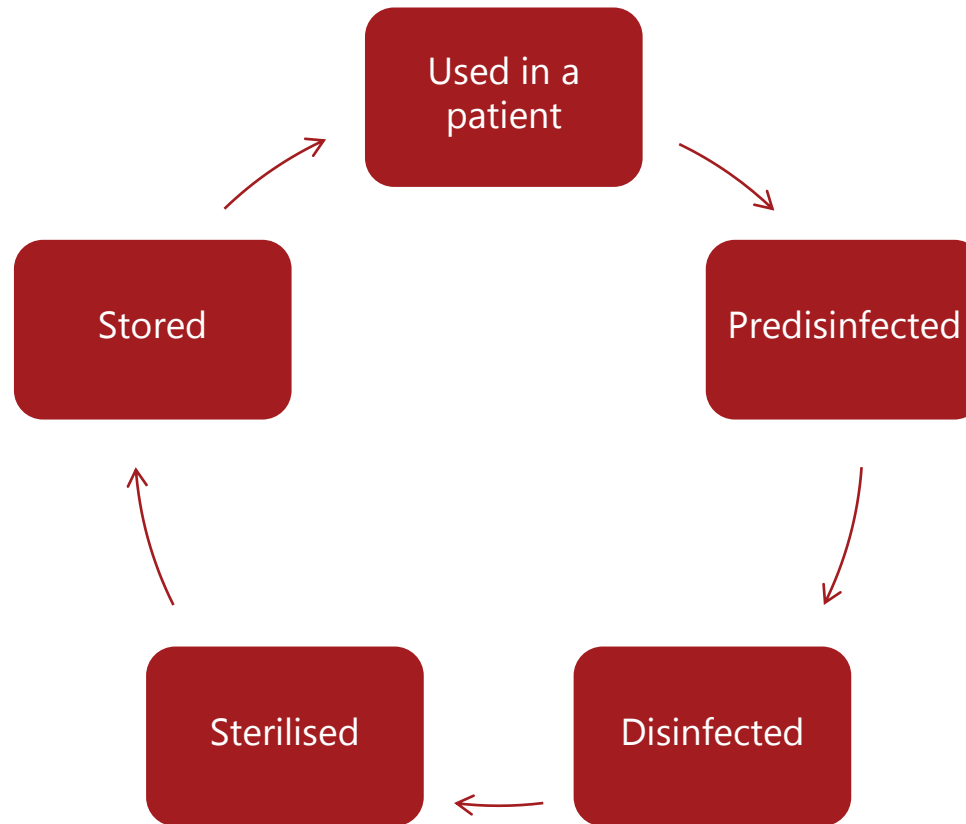 Used in a
patient
Predisinfected
Disinfected
Sterilised
Stored